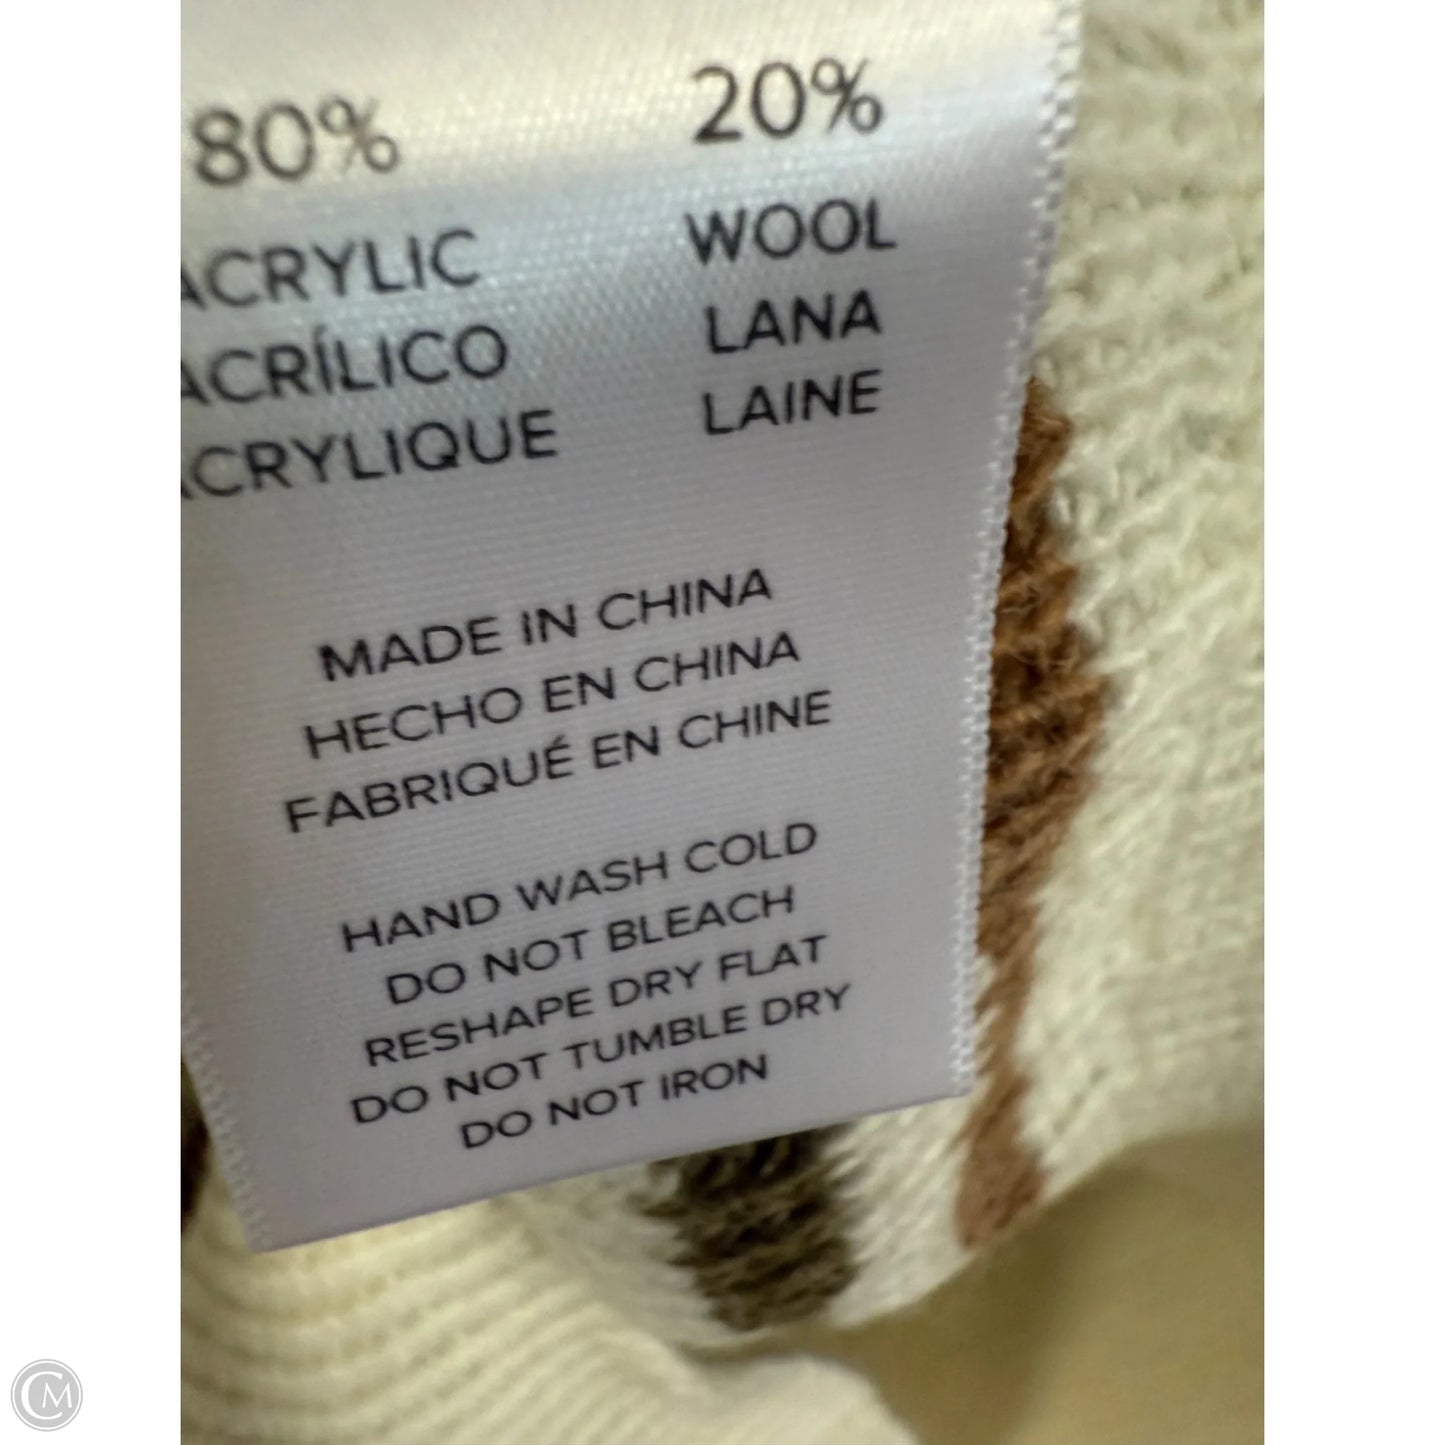 80% 20%
ACRYLIC WOOL
ACRÍLICO LANA
ACRYLIQUE LAINE
MADE IN CHINA
HECHO EN CHINA
FABRIQUÉ EN CHINE
HAND WASH COLD
DO NOT BLEACH
RESHAPE DRY FLAT
DO NOT TUMBLE DRY
DO NOT IRON
CM